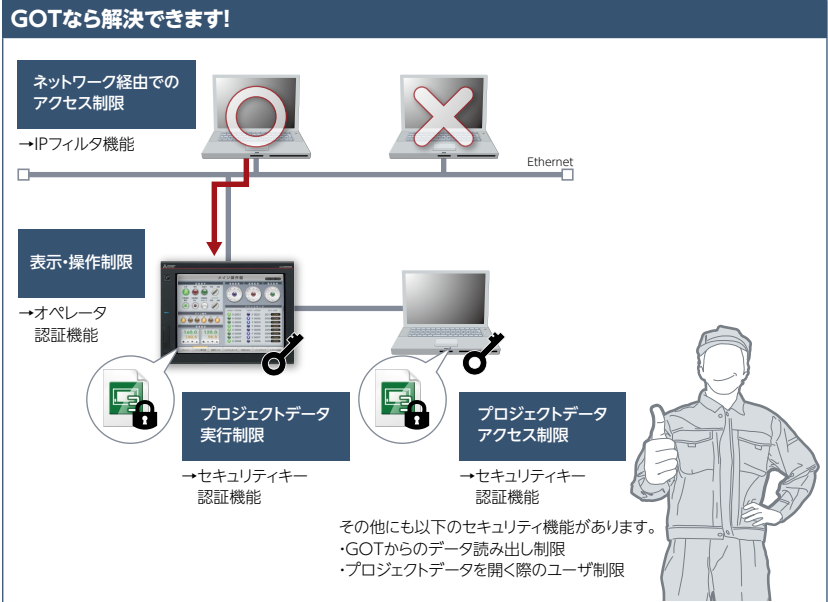 GOTなら解決できます!
ネットワーク経由での
アクセス制限
→IPフィルタ機能
Ethernet
表示・操作制限
→オペレータ
認証機能
プロジェクトデータ
実行制限
→セキュリティキー
認証機能
プロジェクトデータ
アクセス制限
→セキュリティキー
認証機能
その他にも以下のセキュリティ機能があります。
・GOTからのデータ読み出し制限
・プロジェクトデータを開く際のユーザ制限